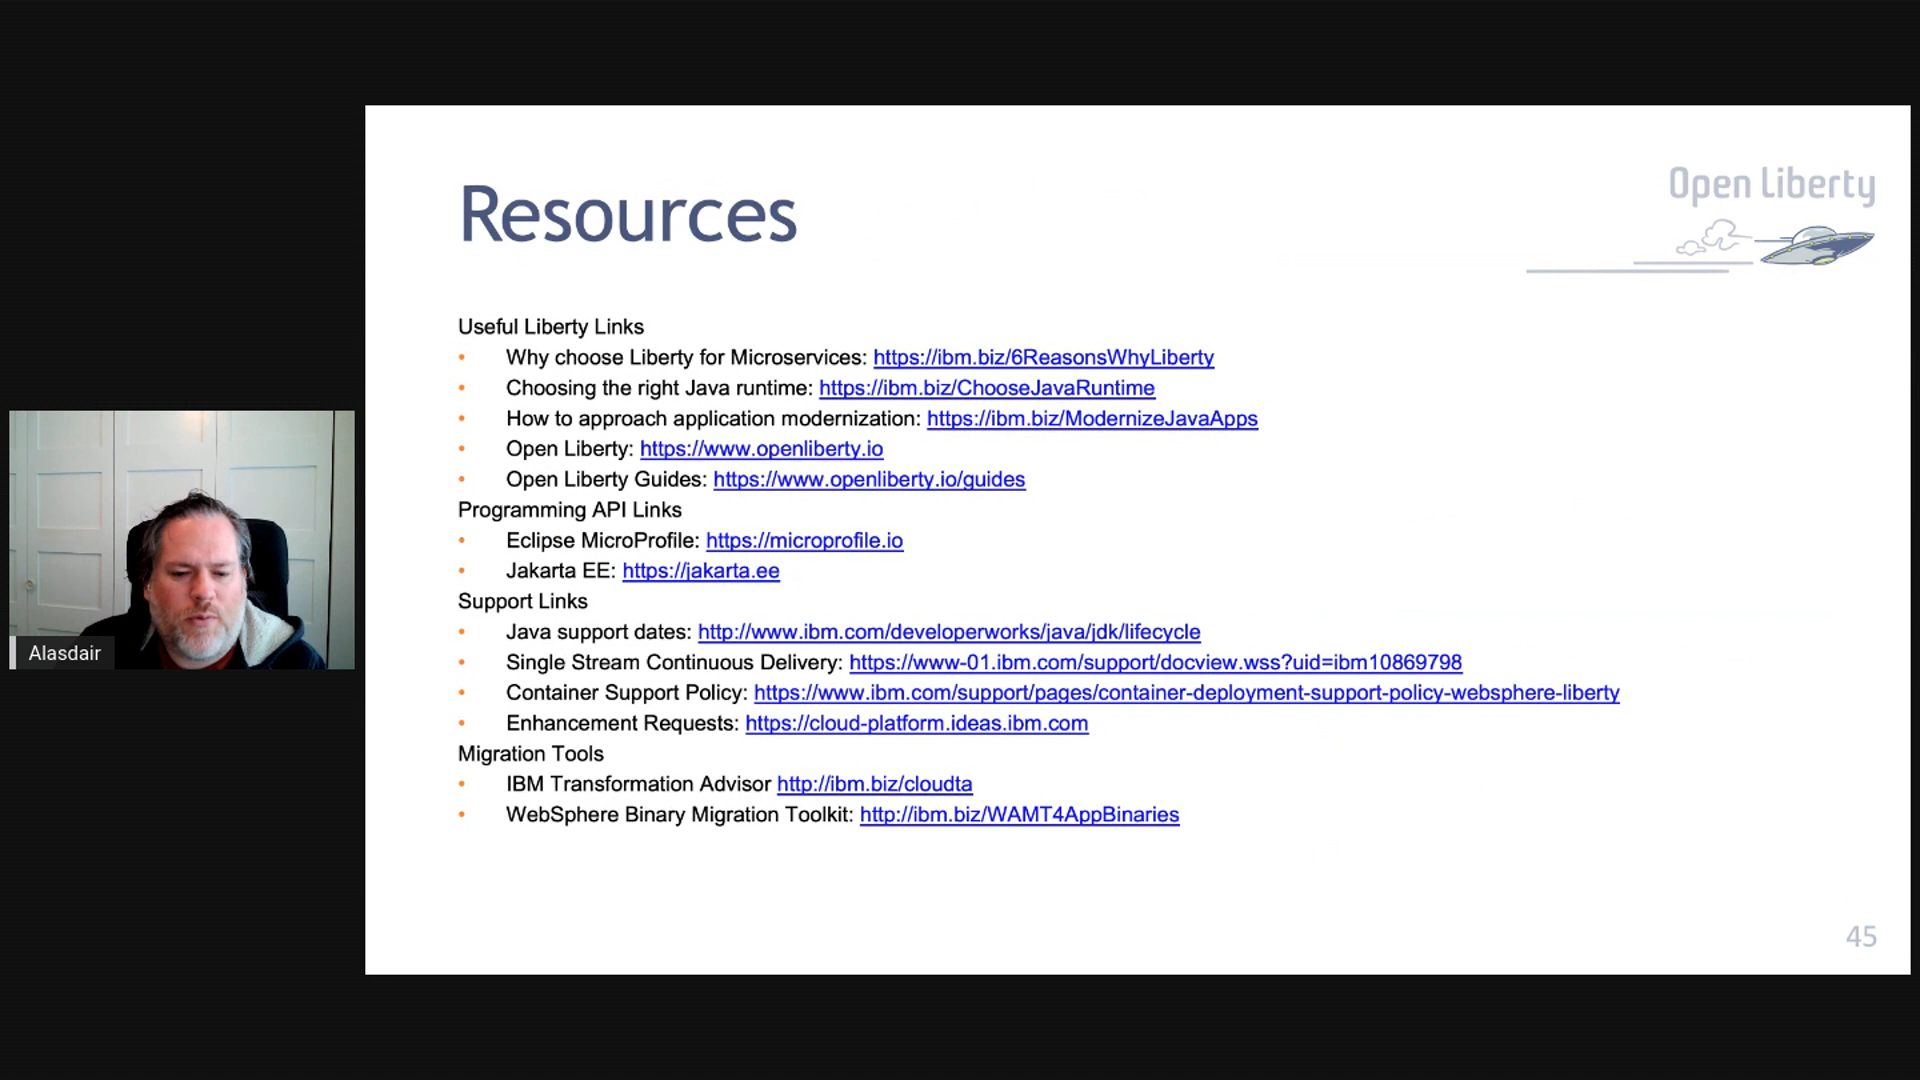 Open Liberty
Resources
Useful Liberty Links
• Why choose Liberty for Microservices: https://ibm.biz/6ReasonsWhyLiberty
• Choosing the right Java runtime: https://ibm.biz/ChooseJavaRuntime
• How to approach application modernization: https://ibm.biz/ModernizeJavaApps
• Open Liberty: https://www.openliberty.io
• Open Liberty Guides: https://www.openliberty.io/guides
Programming API Links
• Eclipse MicroProfile: https://microprofile.io
• Jakarta EE: https://jakarta.ee
Support Links
• Java support dates: http://www.ibm.com/developerworks/java/jdk/lifecycle
• Single Stream Continuous Delivery: https://www-01.ibm.com/support/docview.wss?uid=ibm10869798
• Container Support Policy: https://www.ibm.com/support/pages/container-deployment-support-policy-websphere-liberty
• Enhancement Requests: https://cloud-platform.ideas.ibm.com
Migration Tools
• IBM Transformation Advisor http://ibm.biz/cloudta
• WebSphere Binary Migration Toolkit: http://ibm.biz/WAMT4AppBinaries
45
Alasdair